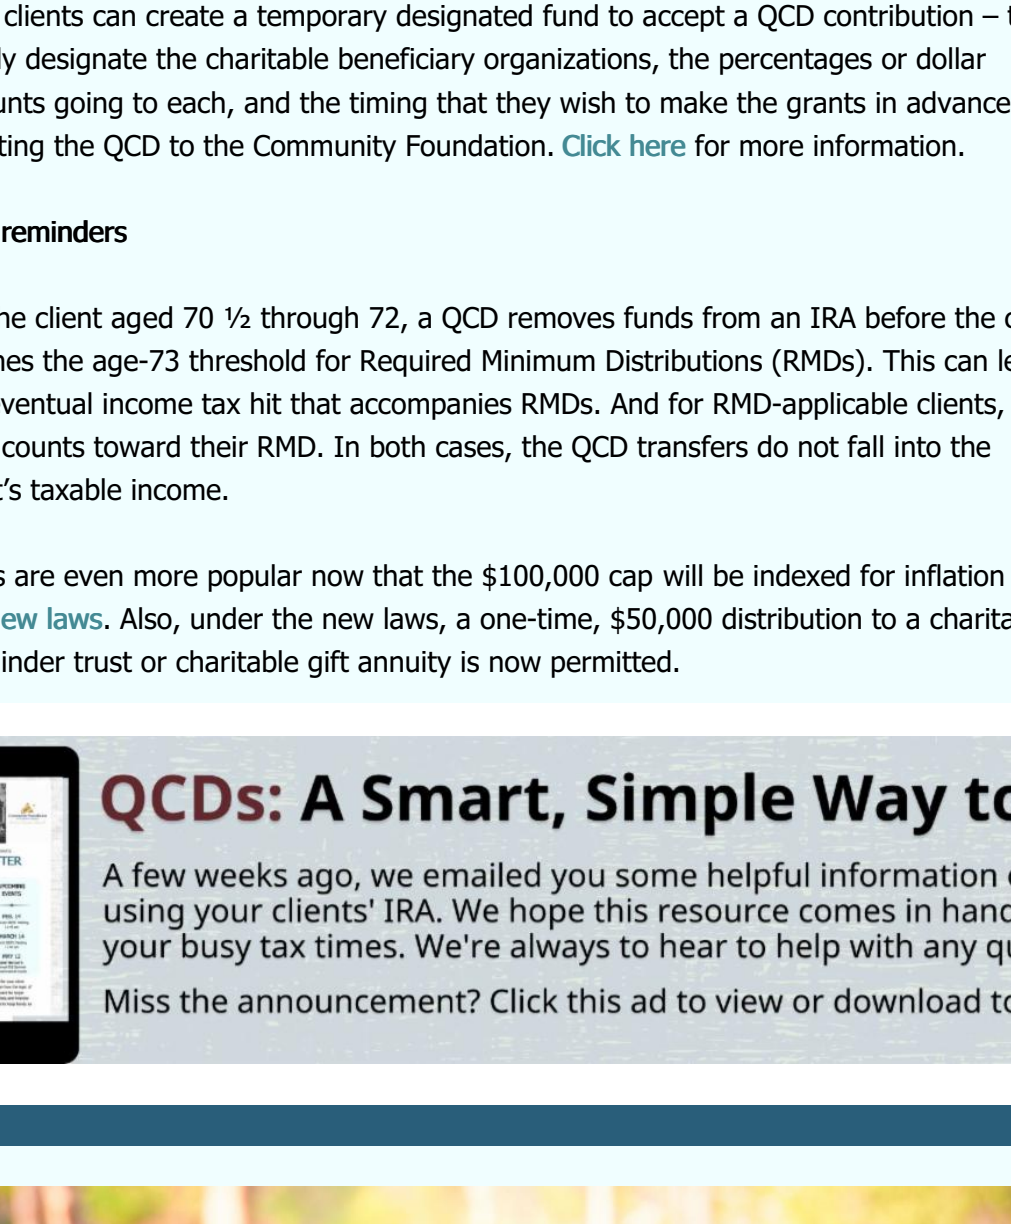 clients can create a temporary designated fund to accept a QCD contribution – t
ly designate the charitable beneficiary organizations, the percentages or dollar
unts going to each, and the timing that they wish to make the grants in advance
ting the QCD to the Community Foundation. Click here for more information.
reminders
ne client aged 70 ½ through 72, a QCD removes funds from an IRA before the c
hes the age-73 threshold for Required Minimum Distributions (RMDs). This can le
eventual income tax hit that accompanies RMDs. And for RMD-applicable clients,
counts toward their RMD. In both cases, the QCD transfers do not fall into the
t’s taxable income.
s are even more popular now that the $100,000 cap will be indexed for inflation
ew laws. Also, under the new laws, a one-time, $50,000 distribution to a charita
inder trust or charitable gift annuity is now permitted.
QCDs: A Smart, Simple Way to
A few weeks ago, we emailed you some helpful information
using your clients' IRA. We hope this resource comes in hand
your busy tax times. We're always to hear to help with any qu
Miss the announcement? Click this ad to view or download to
TER
EVENTS
MARCH 14
MAY 12